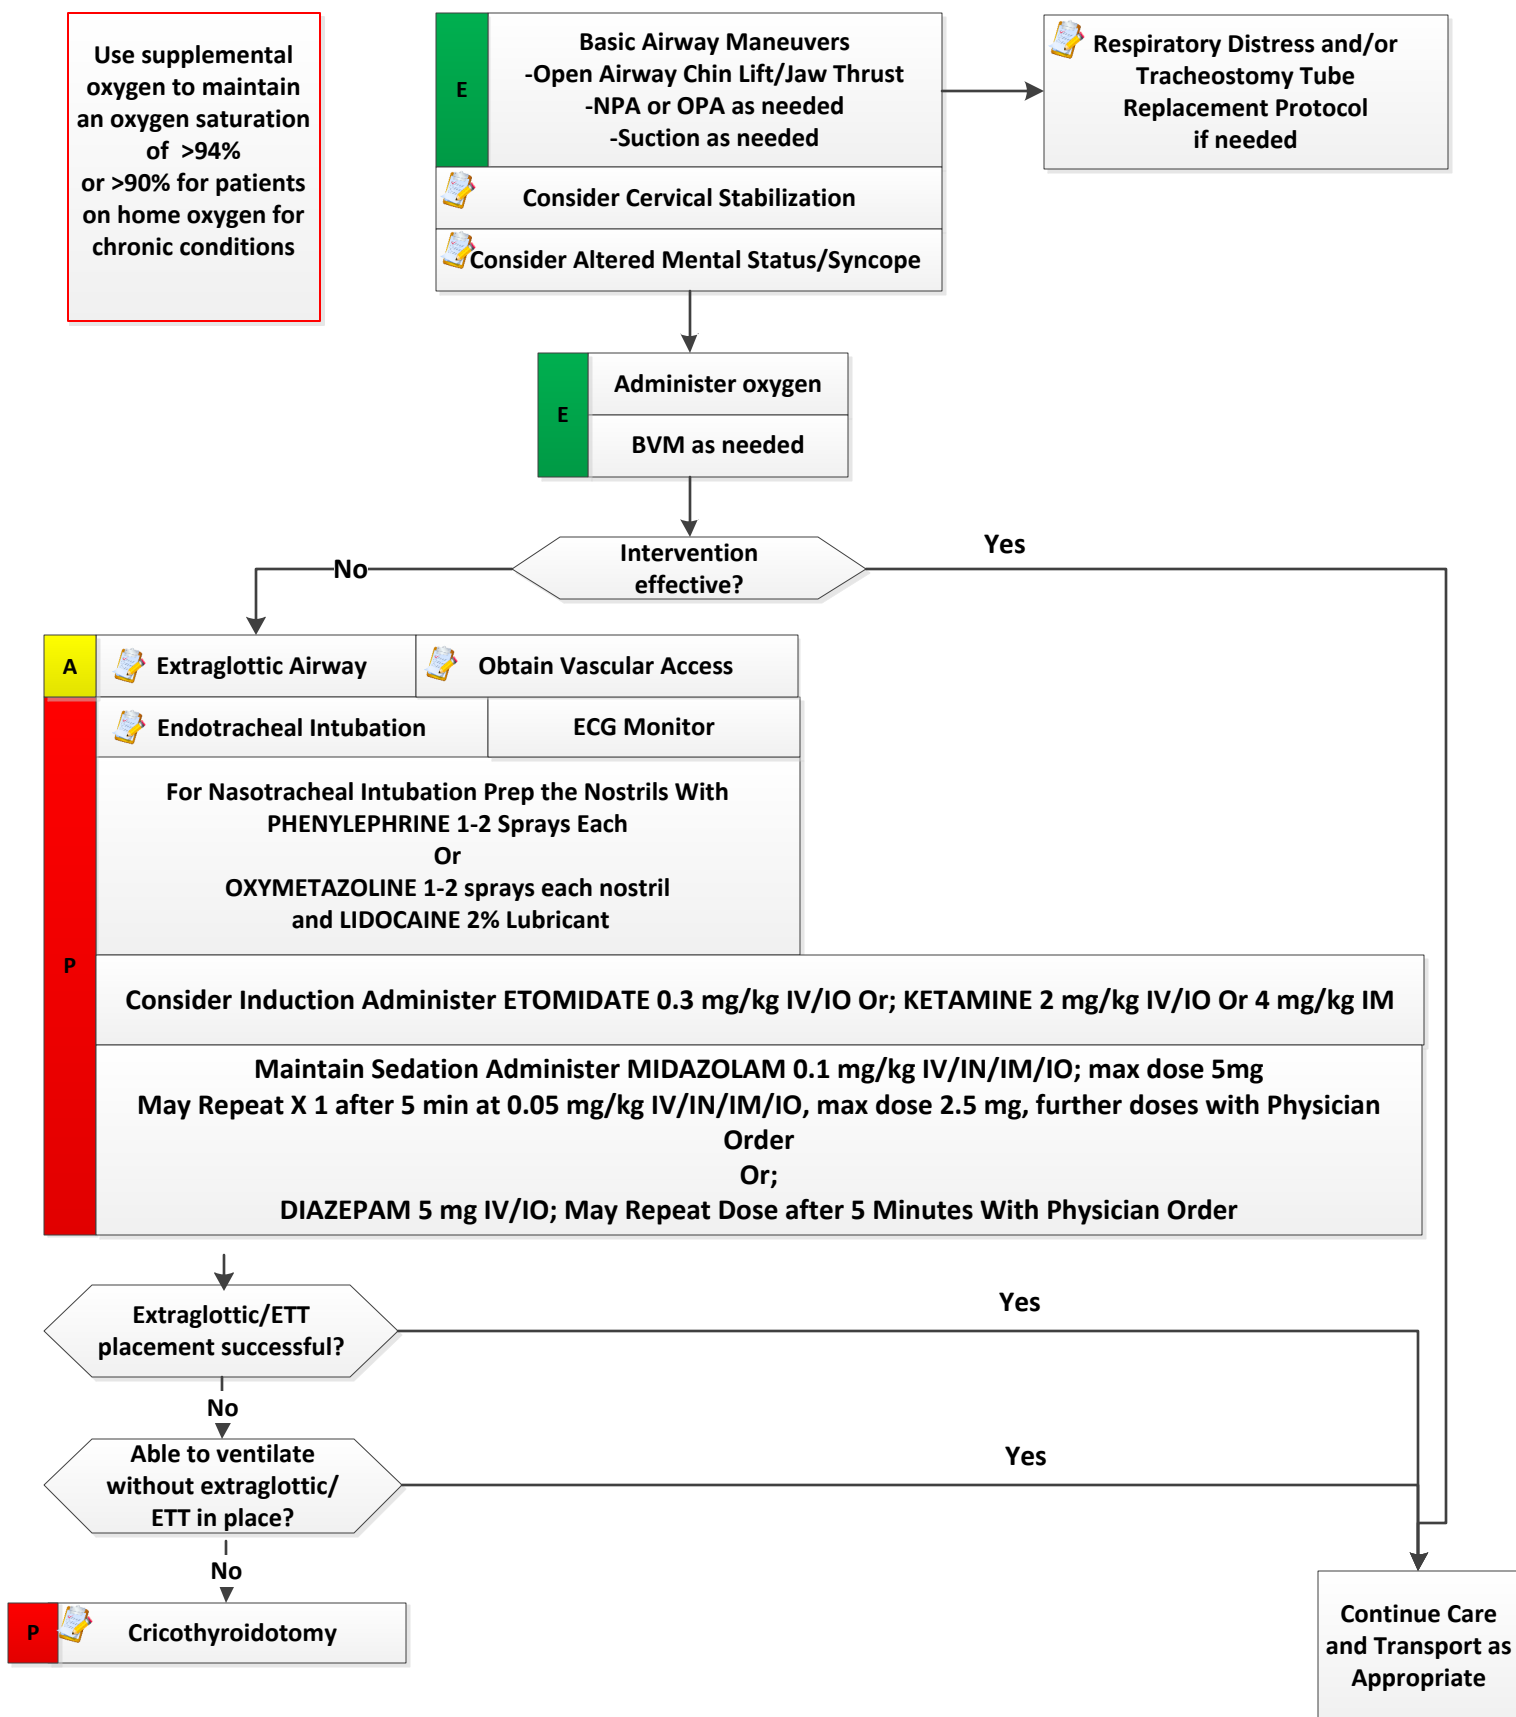 Use supplemental
oxygen to maintain
an oxygen saturation
of >94%
or >90% for patients
on home oxygen for
chronic conditions
E
Basic Airway Maneuvers
-Open Airway Chin Lift/Jaw Thrust
-NPA or OPA as needed
-Suction as needed
Respiratory Distress and/or
Tracheostomy Tube
Replacement Protocol
if needed
Consider Cervical Stabilization
Consider Altered Mental Status/Syncope
E
Administer oxygen
BVM as needed
Intervention
effective?
Yes
No
A
Extraglottic Airway
Obtain Vascular Access
P
Endotracheal Intubation
ECG Monitor
For Nasotracheal Intubation Prep the Nostrils With
PHENYLEPHRINE 1-2 Sprays Each
Or
OXYMETAZOLINE 1-2 sprays each nostril
and LIDOCAINE 2% Lubricant
Consider Induction Administer ETOMIDATE 0.3 mg/kg IV/IO Or; KETAMINE 2 mg/kg IV/IO Or 4 mg/kg IM
Maintain Sedation Administer MIDAZOLAM 0.1 mg/kg IV/IN/IM/IO; max dose 5mg
May Repeat X 1 after 5 min at 0.05 mg/kg IV/IN/IM/IO, max dose 2.5 mg, further doses with Physician
Order
Or;
DIAZEPAM 5 mg IV/IO; May Repeat Dose after 5 Minutes With Physician Order
Extraglottic/ETT
placement successful?
Yes
No
Able to ventilate
without extraglottic/
ETT in place?
Yes
No
P
Cricothyroidotomy
Continue Care
and Transport as
Appropriate